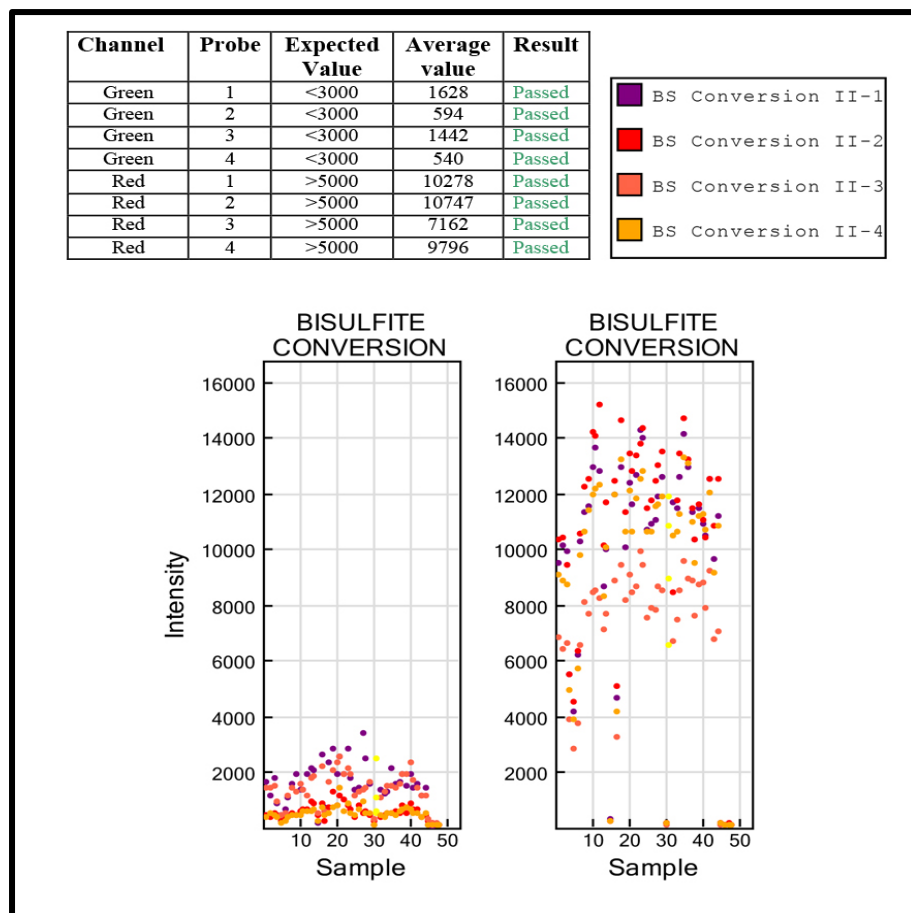 Channel Probe Expected Value Average value Result
Green 1 <3000 1628 Passed
Green 2 <3000 594 Passed
Green 3 <3000 1442 Passed
Green 4 <3000 540 Passed
Red 1 >5000 10278 Passed
Red 2 >5000 10747 Passed
Red 3 >5000 7162 Passed
Red 4 >5000 9796 Passed
BS Conversion II-1
BS Conversion II-2
BS Conversion II-3
BS Conversion II-4
BISULFITE
CONVERSION
Intensity
16000
14000
12000
10000
8000
6000
4000
2000
10 20 30 40 50
Sample
BISULFITE
CONVERSION
16000
14000
12000
10000
8000
6000
4000
2000
10 20 30 40 50
Sample